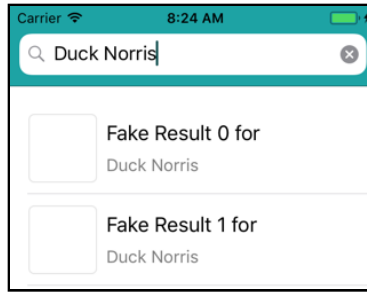 Carrier 8:24 AM
Duck Norris
Fake Result 0 for
Duck Norris
Fake Result 1 for
Duck Norris